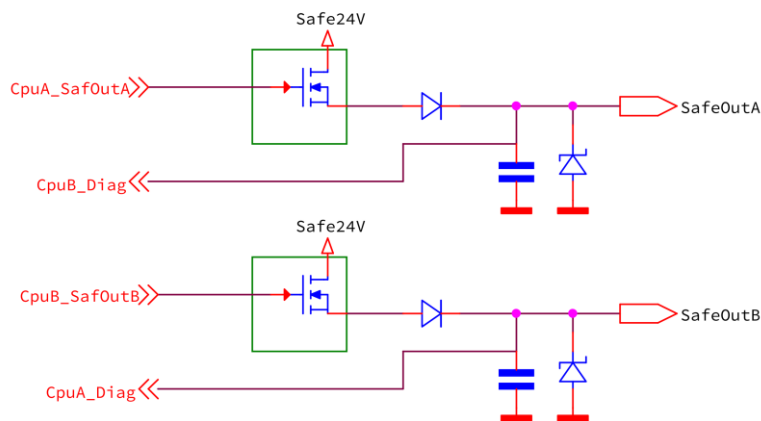 Safe24V
CpuA_SafOutA
SafeOutA
CpuB_Diag
Safe24V
CpuB_SafOutB
SafeOutB
CpuA_Diag